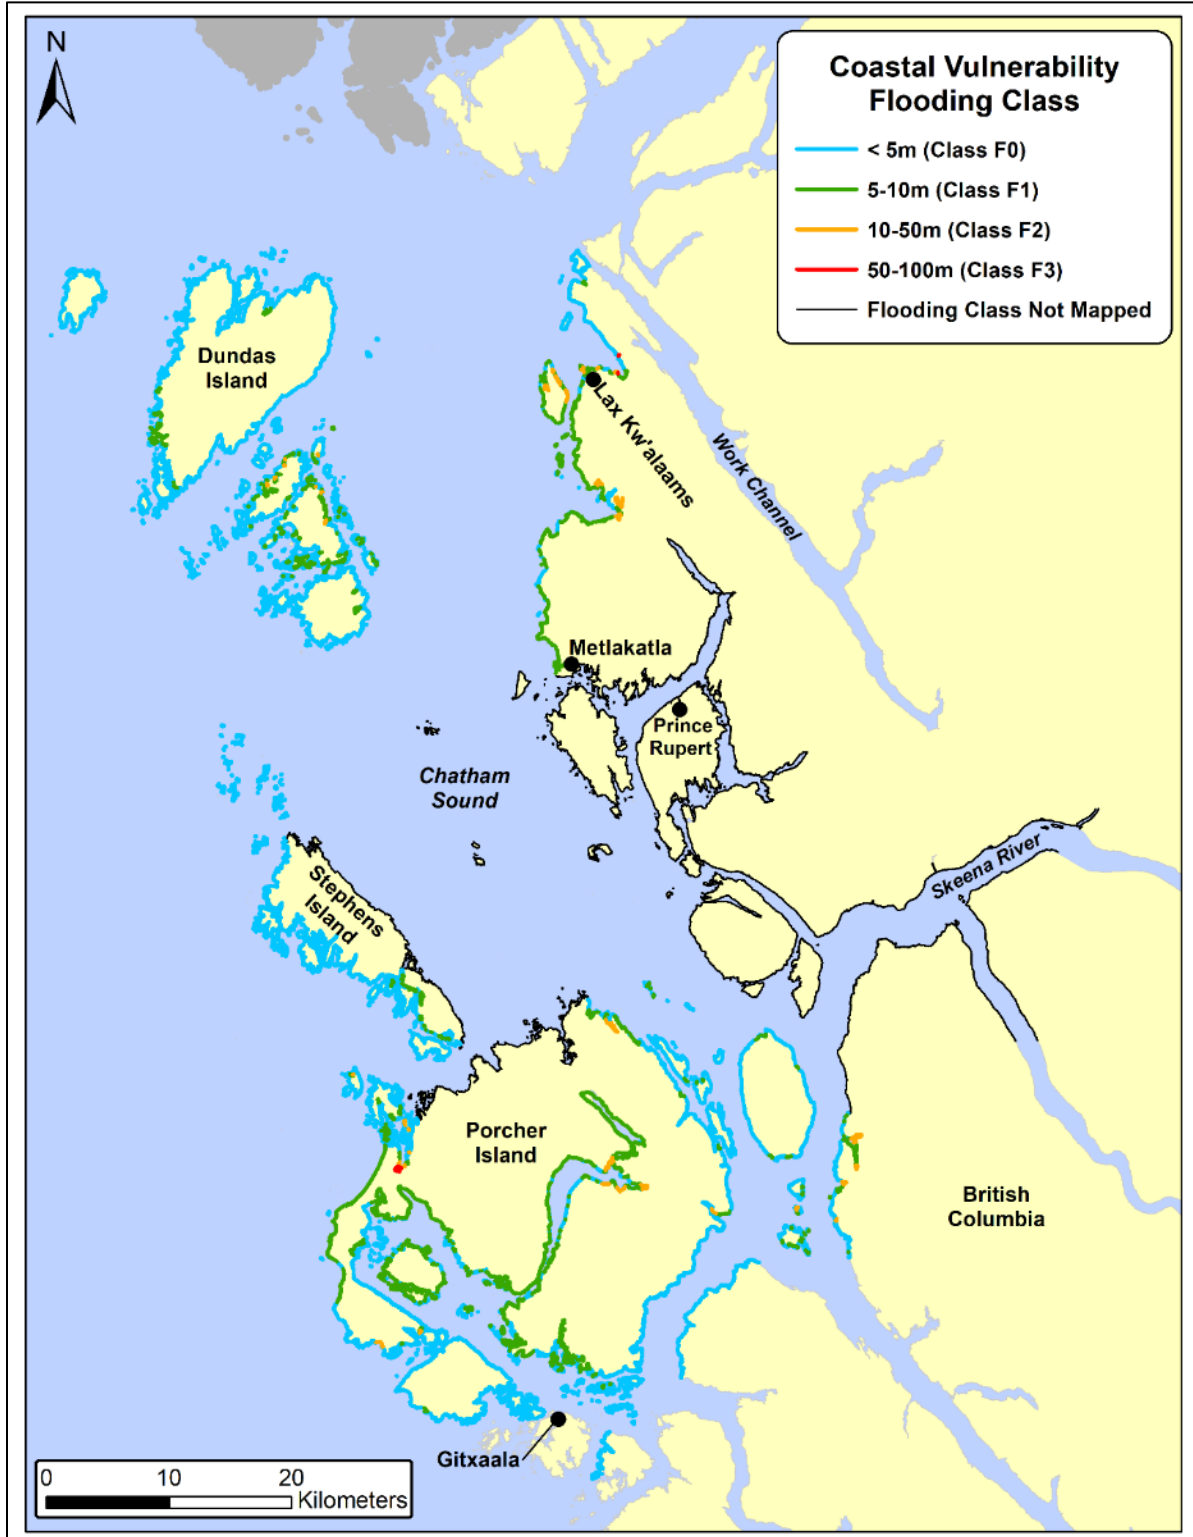 N
Coastal Vulnerability
Flooding Class
< 5m (Class F0)
5-10m (Class F1)
10-50m (Class F2)
50-100m (Class F3)
Flooding Class Not Mapped
Dundas
Island
Lax Kw'alaams
Work Channel
Metlakatla
Prince
Rupert
Chatham
Sound
Skeena River
Stephens
Island
Porcher
Island
British
Columbia
Gitxaala
0 10 20
Kilometers